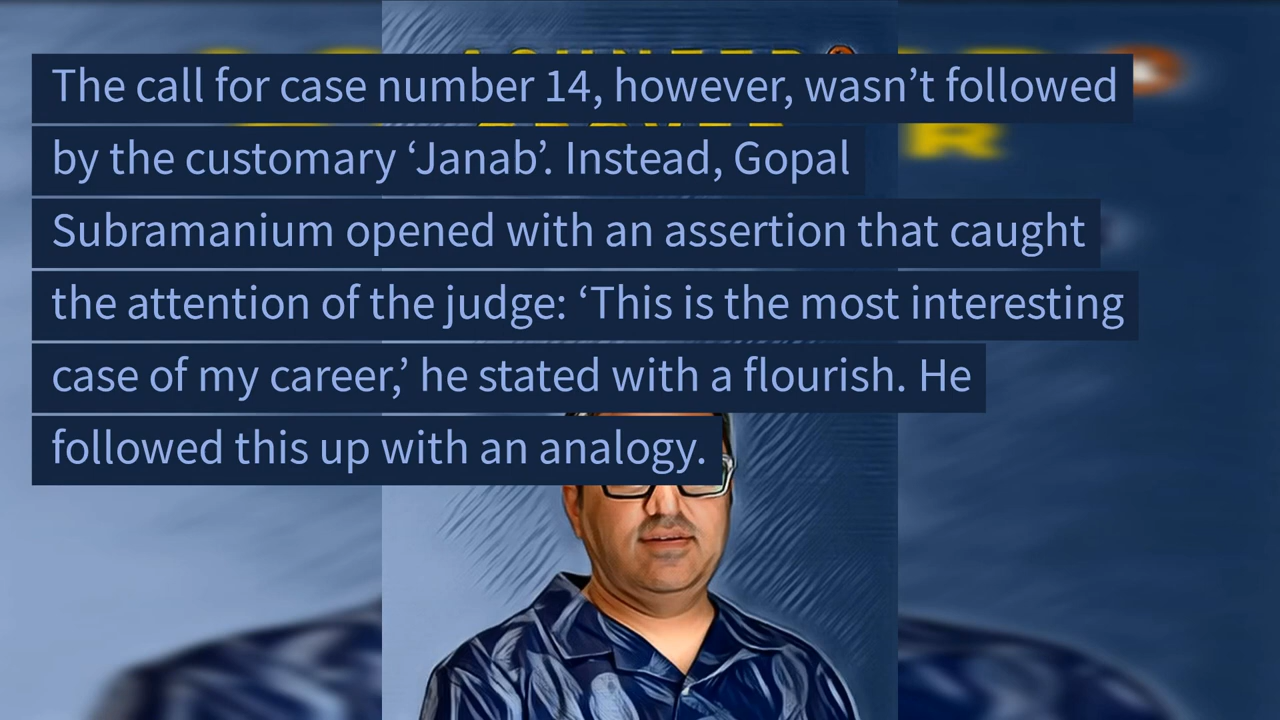 The call for case number 14, however, wasn’t followed
by the customary ‘Janab’. Instead, Gopal
Subramanium opened with an assertion that caught
the attention of the judge: ‘This is the most interesting
case of my career,’ he stated with a flourish. He
followed this up with an analogy.